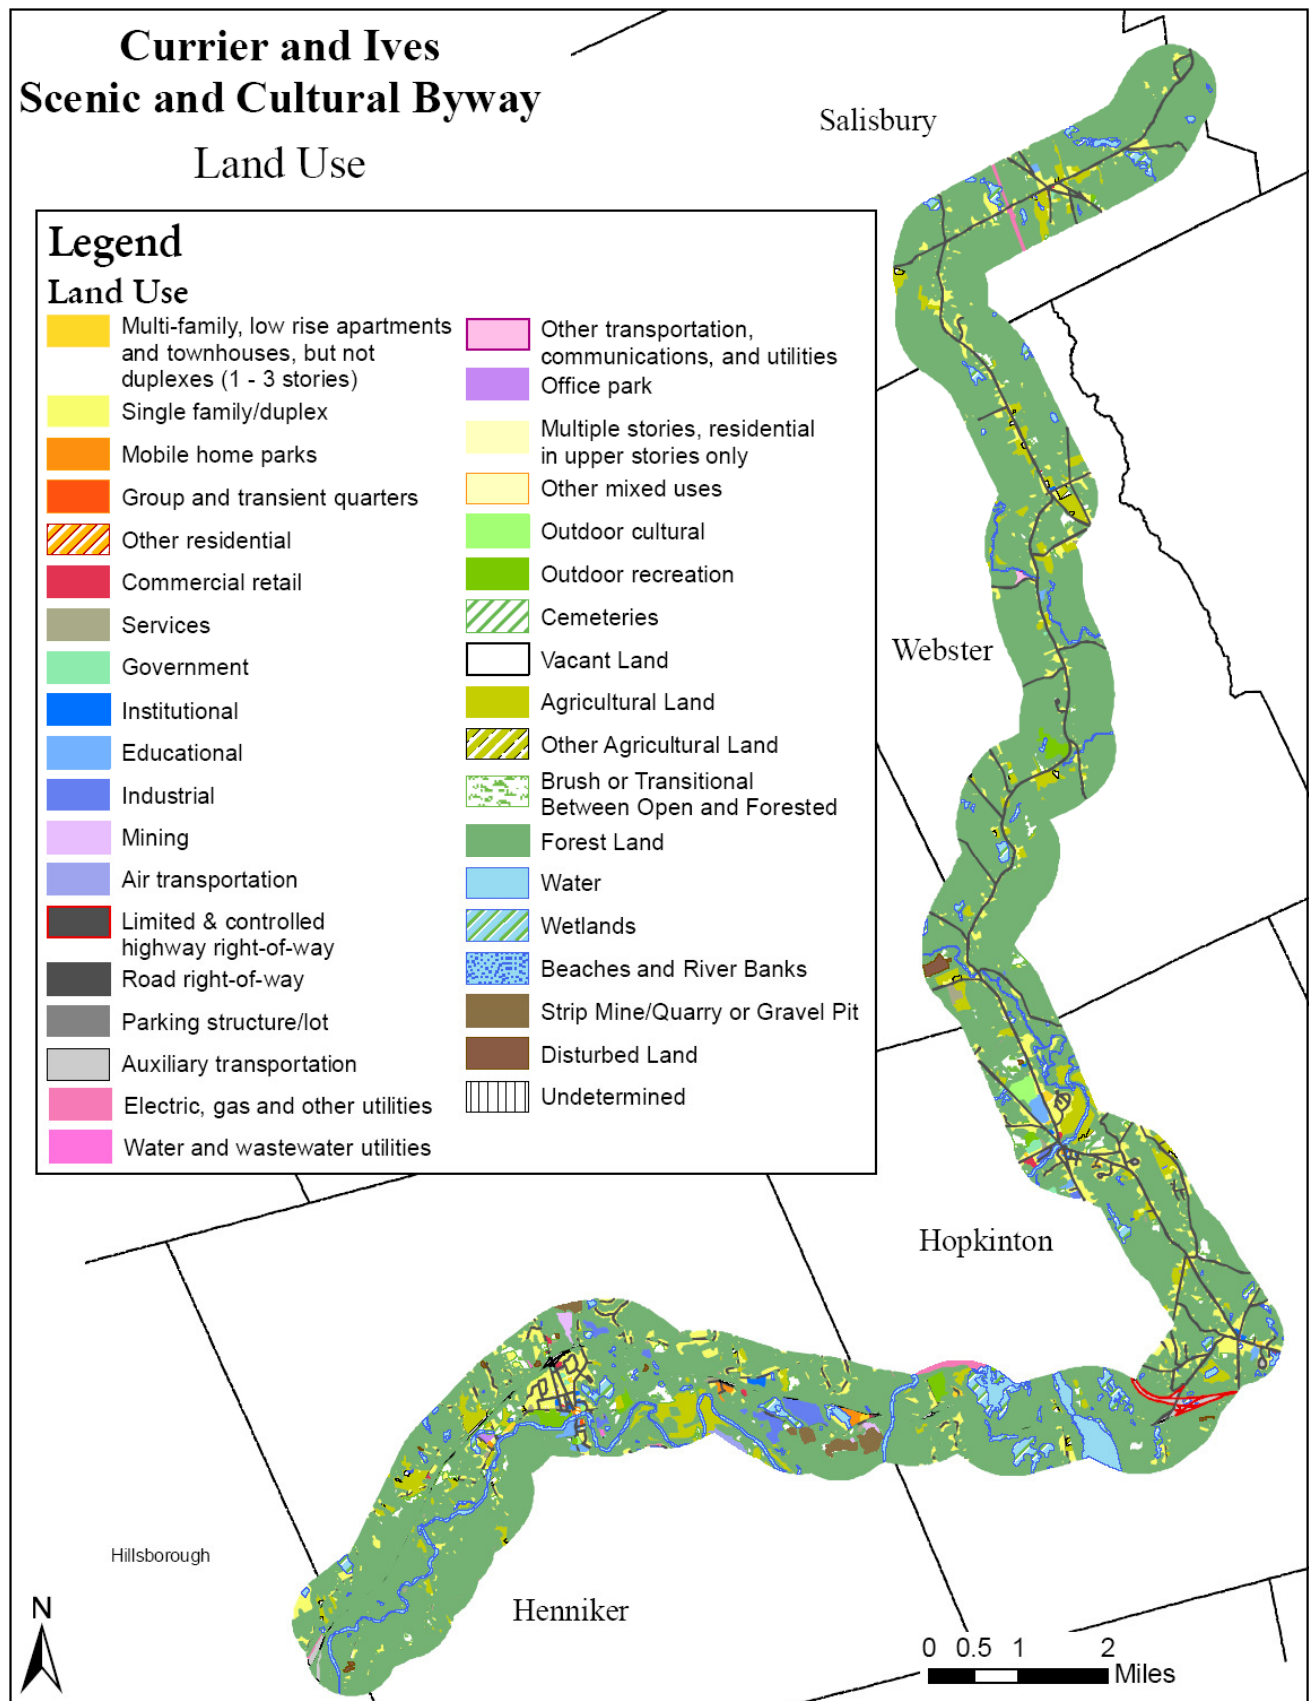 Currier and Ives
Scenic and Cultural Byway
Land Use
Salisbury
Legend
Land Use
Multi-family, low rise apartments
and townhouses, but not
duplexes (1 - 3 stories)
Single family/duplex
Mobile home parks
Group and transient quarters
Other residential
Commercial retail
Services
Government
Institutional
Educational
Industrial
Mining
Air transportation
Limited & controlled
highway right-of-way
Road right-of-way
Parking structure/lot
Auxiliary transportation
Electric, gas and other utilities
Water and wastewater utilities
Other transportation,
communications, and utilities
Office park
Multiple stories, residential
in upper stories only
Other mixed uses
Outdoor cultural
Outdoor recreation
Cemeteries
Vacant Land
Agricultural Land
Other Agricultural Land
Brush or Transitional
Between Open and Forested
Forest Land
Water
Wetlands
Beaches and River Banks
Strip Mine/Quarry or Gravel Pit
Disturbed Land
Undetermined
Webster
Hopkinton
Hillsborough
Henniker
N
0 0.5 1 2
Miles